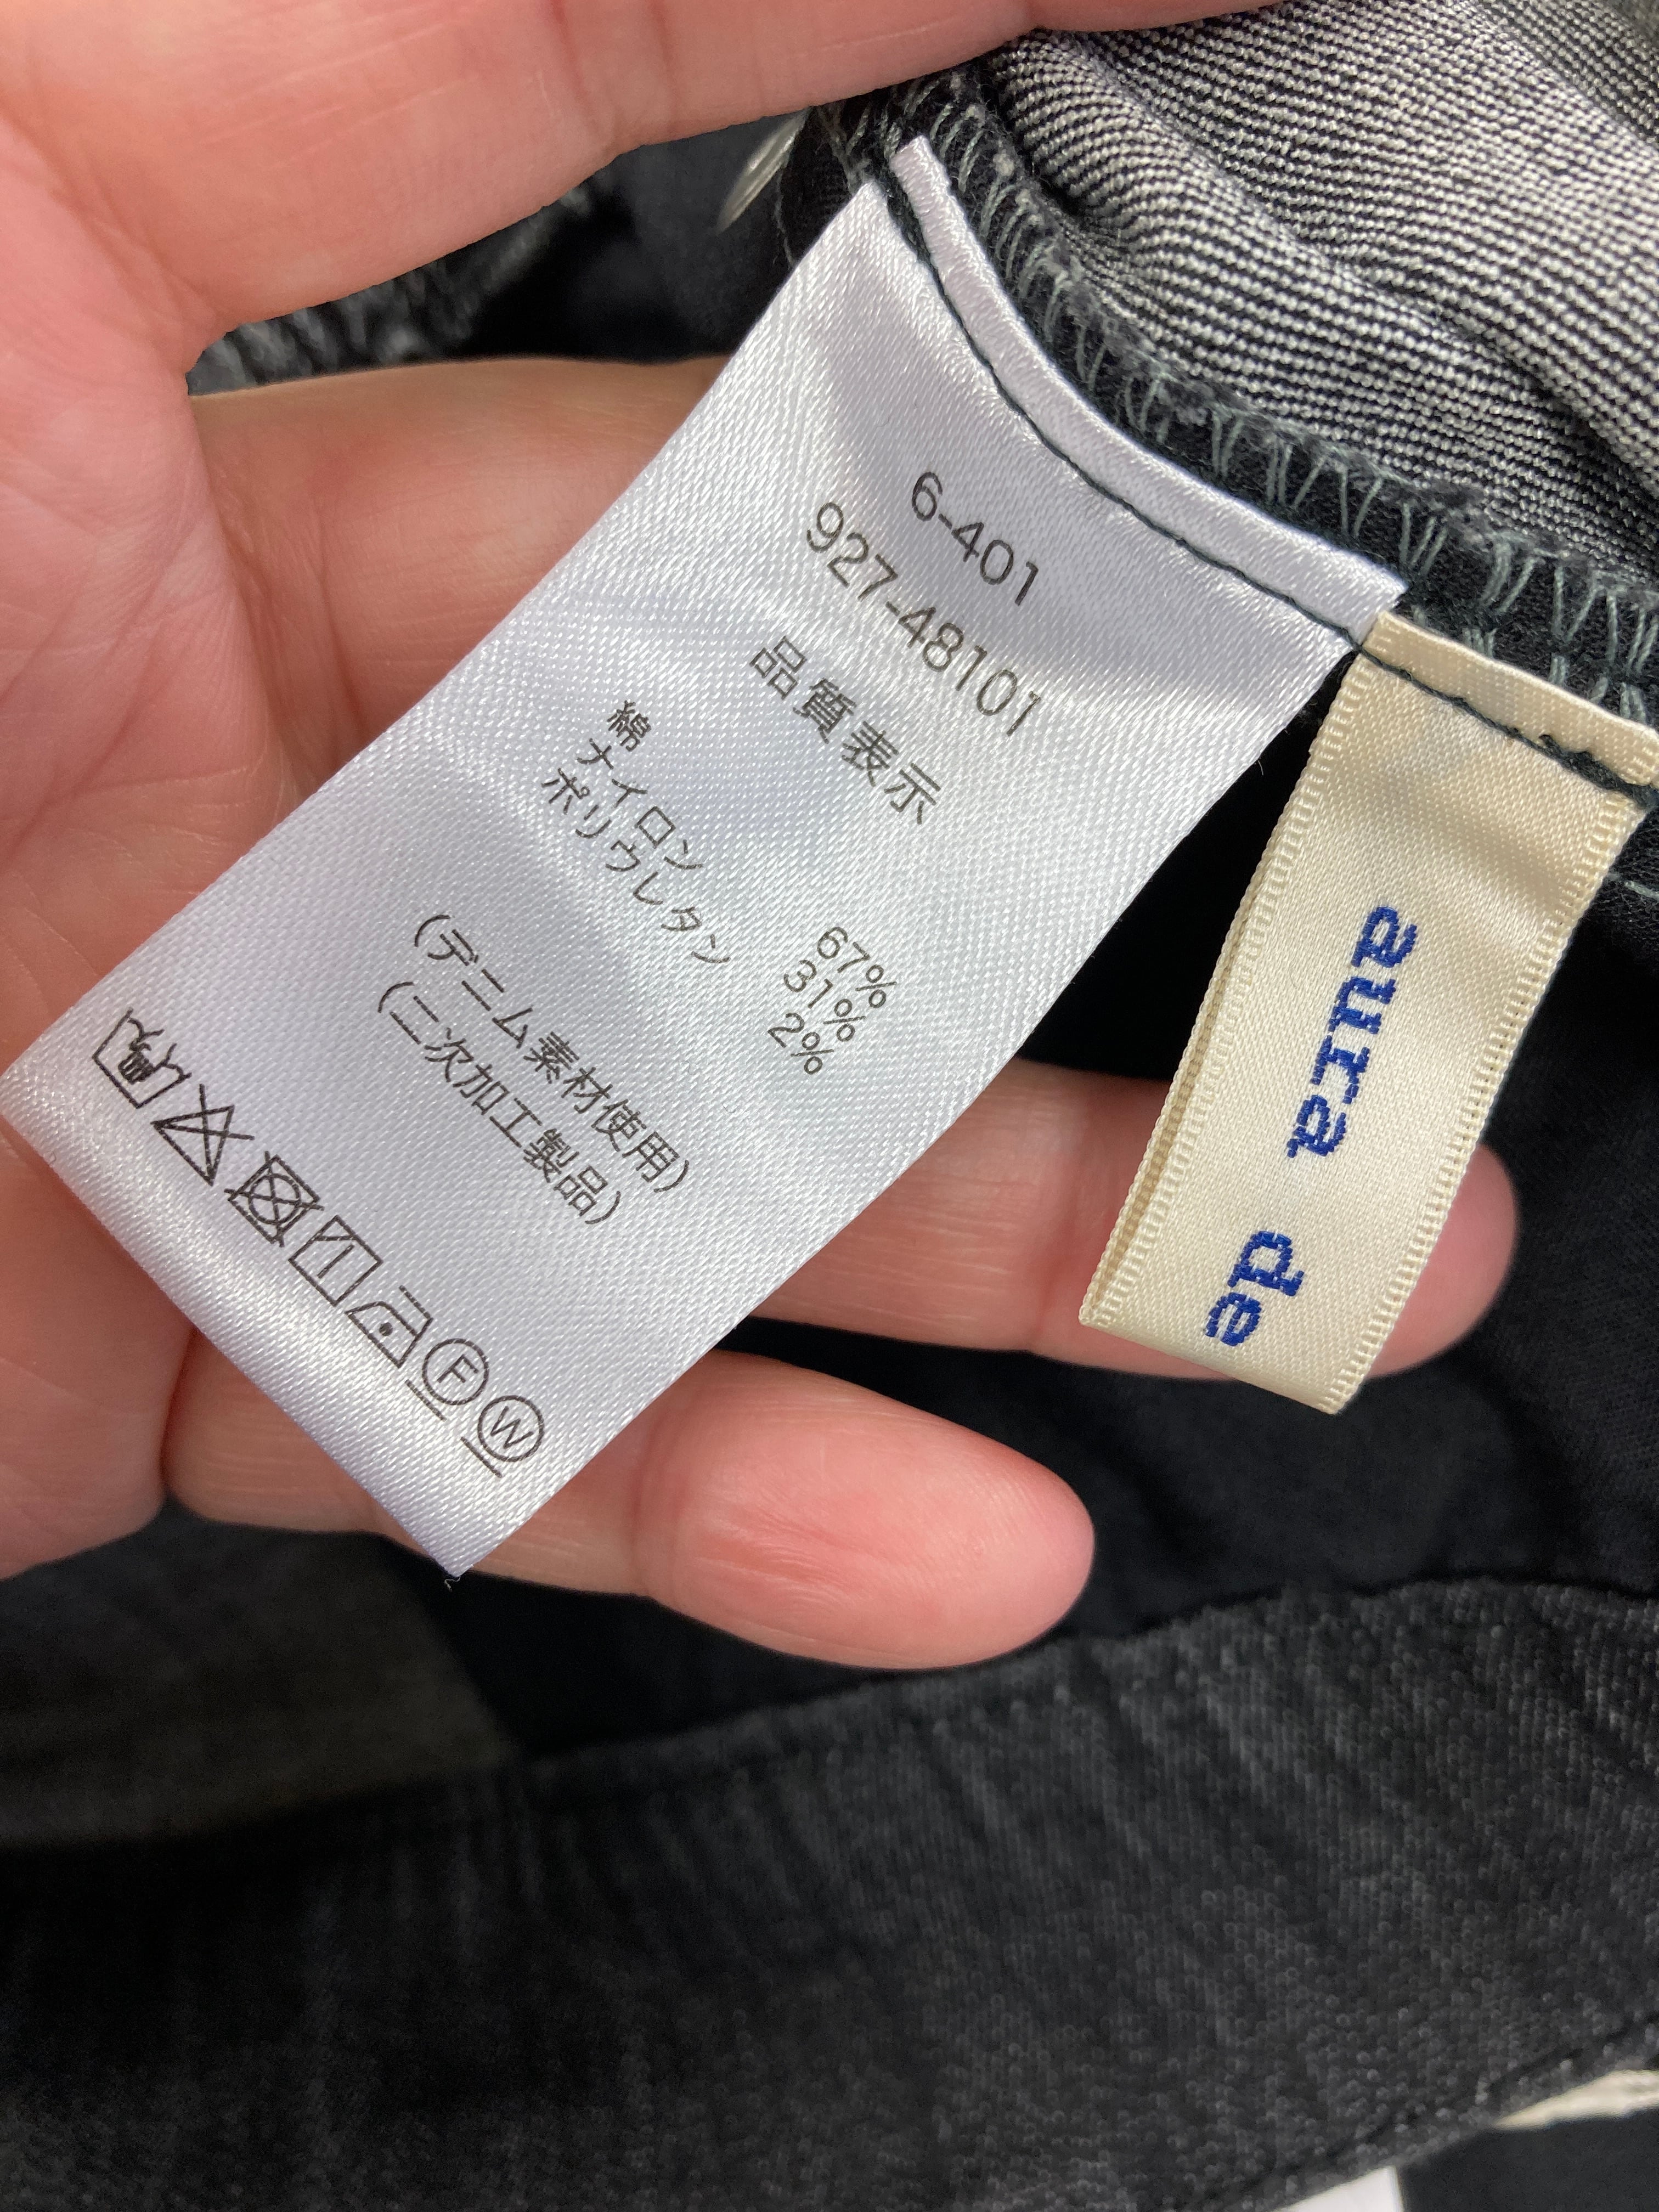 6-401
927-48101
品質表示
綿 67%
ナイロン 31%
ポリウレタン 2%
(デニム素材使用)
(二次加工製品)
F W
aura de